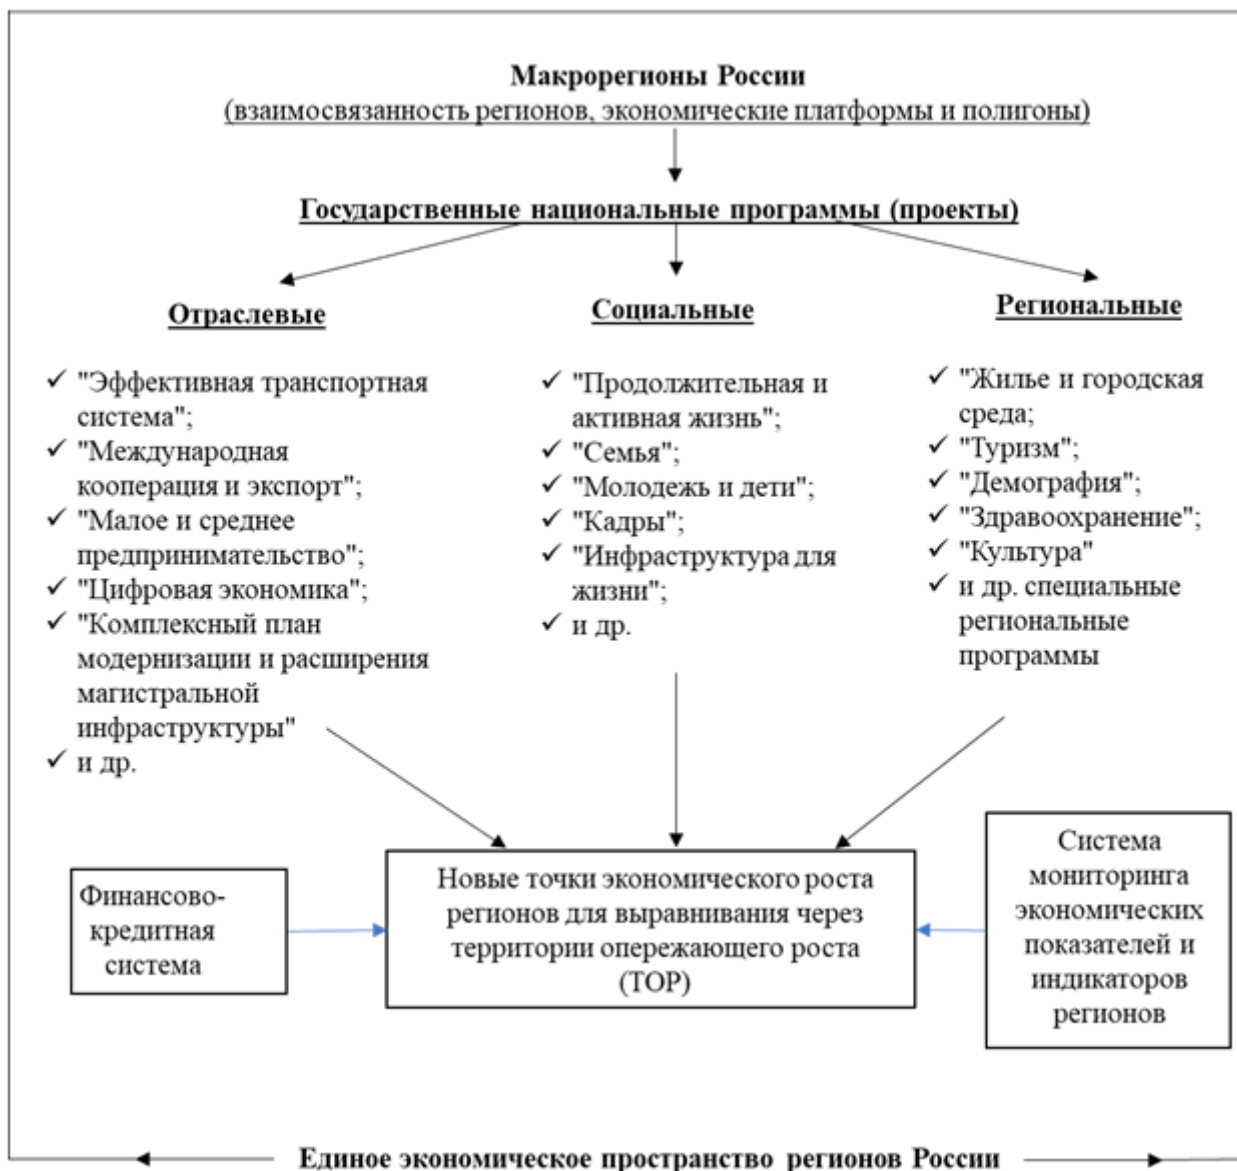 Макрорегионы России
(взаимосвязанность регионов, экономические платформы и полигоны)
Государственные национальные программы (проекты)
Отраслевые
"Эффективная транспортная
система";
"Международная
кооперация и экспорт";
"Малое и среднее
предпринимательство";
"Цифровая экономика";
"Комплексный план
модернизации и расширения
магистральной
инфраструктуры"
и др.
Социальные
"Продолжительная и
активная жизнь";
"Семья";
"Молодежь и дети";
"Кадры";
"Инфраструктура для
жизни";
и др.
Региональные
"Жилье и городская
среда;
"Туризм";
"Демография";
"Здравоохранение";
"Культура"
и др. специальные
региональные
программы
Финансово-
кредитная
система
Новые точки экономического роста
регионов для выравнивания через
территории опережающего роста
(ТОР)
Система
мониторинга
экономических
показателей и
индикаторов
регионов
Единое экономическое пространство регионов России